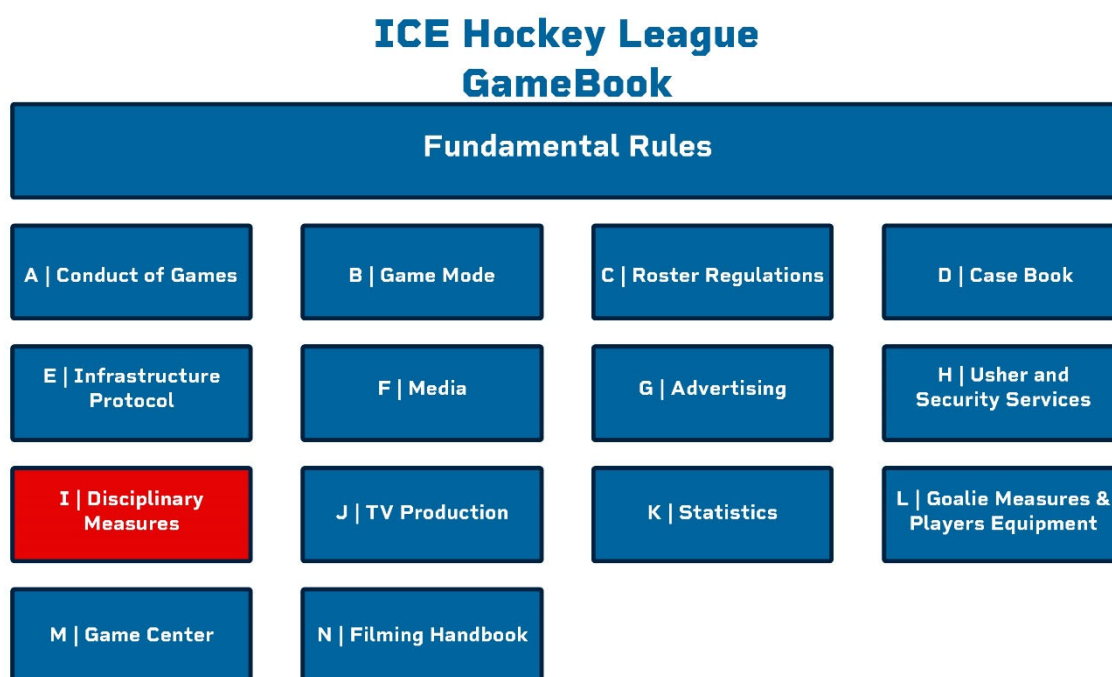 ICE Hockey League
GameBook
Fundamental Rules
A | Conduct of Games
B | Game Mode
C | Roster Regulations
D | Case Book
E | Infrastructure
Protocol
F | Media
G | Advertising
H | Usher and
Security Services
I | Disciplinary
Measures
J | TV Production
K | Statistics
L | Goalie Measures &
Players Equipment
M | Game Center
N | Filming Handbook